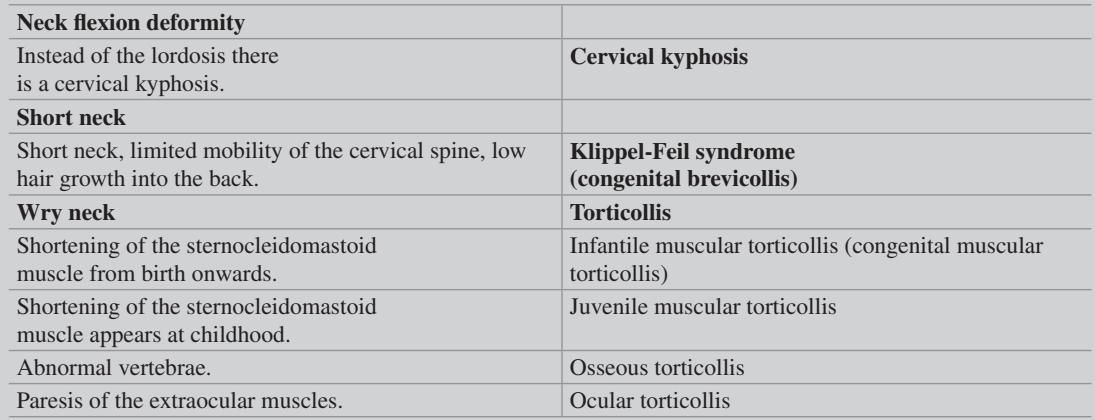 Neck flexion deformity
Instead of the lordosis there
is a cervical kyphosis.
Cervical kyphosis
Short neck
Short neck, limited mobility of the cervical spine, low
hair growth into the back.
Klippel-Feil syndrome
(congenital brevicollis)
Wry neck
Torticollis
Shortening of the sternocleidomastoid
muscle from birth onwards.
Infantile muscular torticollis (congenital muscular
torticollis)
Shortening of the sternocleidomastoid
muscle appears at childhood.
Juvenile muscular torticollis
Abnormal vertebrae.
Osseous torticollis
Paresis of the extraocular muscles.
Ocular torticollis